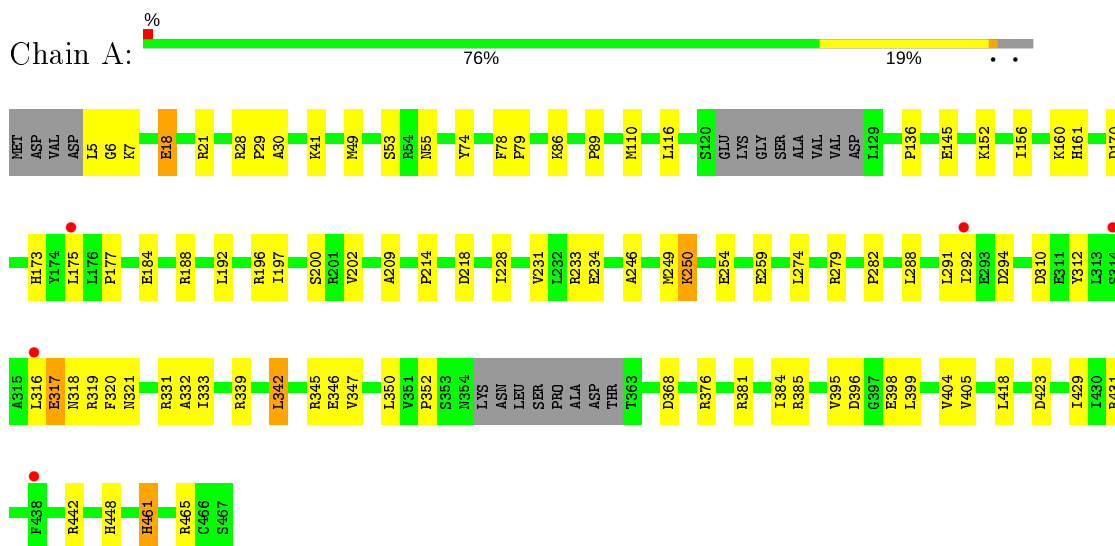 %
Chain A: 76% 19% . .
MET ASP VAL ASP L5 G6 K7 E18 R21 R28 P29 A30 K41 M49 S53 R54 N55 Y74 F78 P79 K86 P89 M110 L116 S120 GLU LYS GLY SER ALA VAL VAL ASP L129 P136 E145 K152 I156 K160 H161 D170
H173 Y174 L175 L176 P177 E184 R188 L192 R196 I197 S200 R201 V202 A209 P214 D218 I228 V231 L232 R233 E234 A246 M249 K250 E254 E259 L274 R279 P282 L288 L291 I292 E293 D294 D310 E311 Y312 L313 S314
A315 L316 E317 N318 R319 F320 N321 R331 A332 I333 R339 L342 R345 E346 V347 L350 V351 P352 S353 N354 LYS ASN LEU SER PRO ALA ASP THR T363 D368 R376 R381 I384 R385 V395 D396 G397 E398 L399 V404 V405 L418 D423 I429 I430 R431
F438 R442 H448 H461 R465 C466 S467